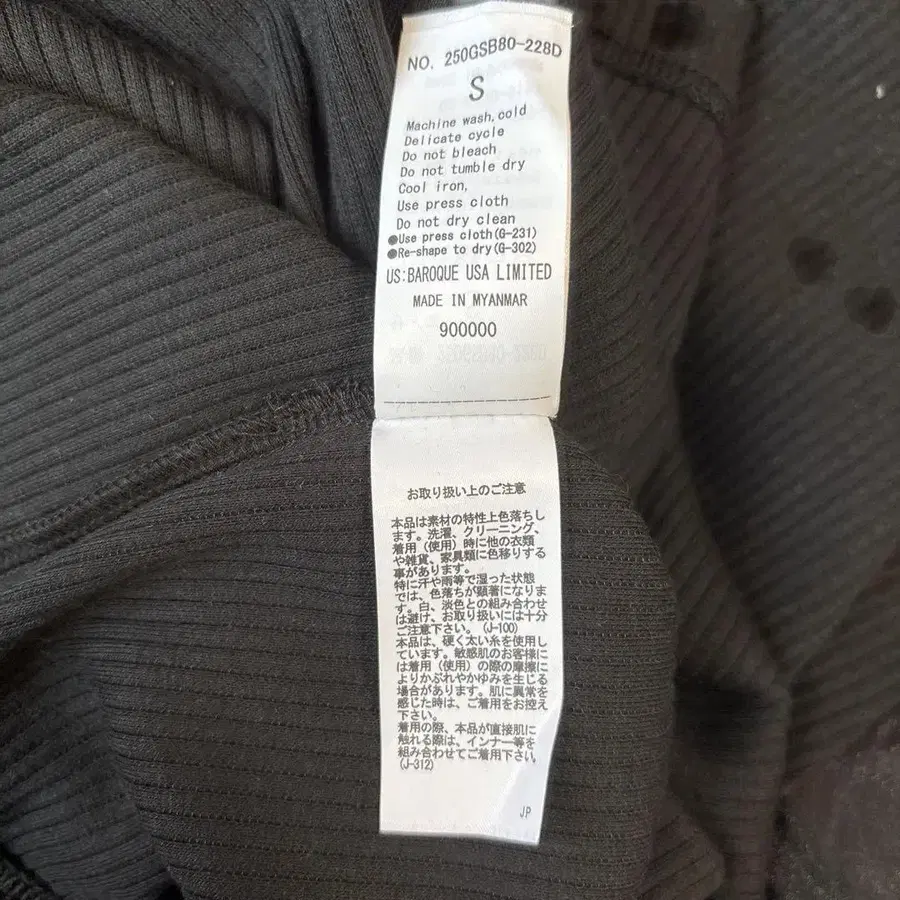 NO. 250GSB80-228D
S
Machine wash, cold
Delicate cycle
Do not bleach
Do not tumble dry
Cool iron,
Use press cloth
Do not dry clean
●Use press cloth(G-231)
●Re-shape to dry(G-302)
US:BAROQUE USA LIMITED
MADE IN MYANMAR
900000
お取り扱い上のご注意
本品は素材の特性上色落ちし
ます。洗濯、クリーニング、
着用（使用）時に他の衣類
や雑貨、家具類に色移りする
事があります。
特に汗や雨等で湿った状態
では、色落ちが顕著になりま
す。白、淡色との組み合わせ
は避け、お取り扱いには十分
ご注意下さい。(J-100)
本品は、硬く太い糸を使用し
ています。敏感肌のお客様に
は着用（使用）の際の摩擦に
よりかぶれやかゆみを生じる
場合があります。肌に異常を
感じた時は、ご着用をお控え
下さい。
着用の際、本品が直接肌に
触れる際は、インナー等を
組み合わせてご着用下さい。
(J-312)
JP